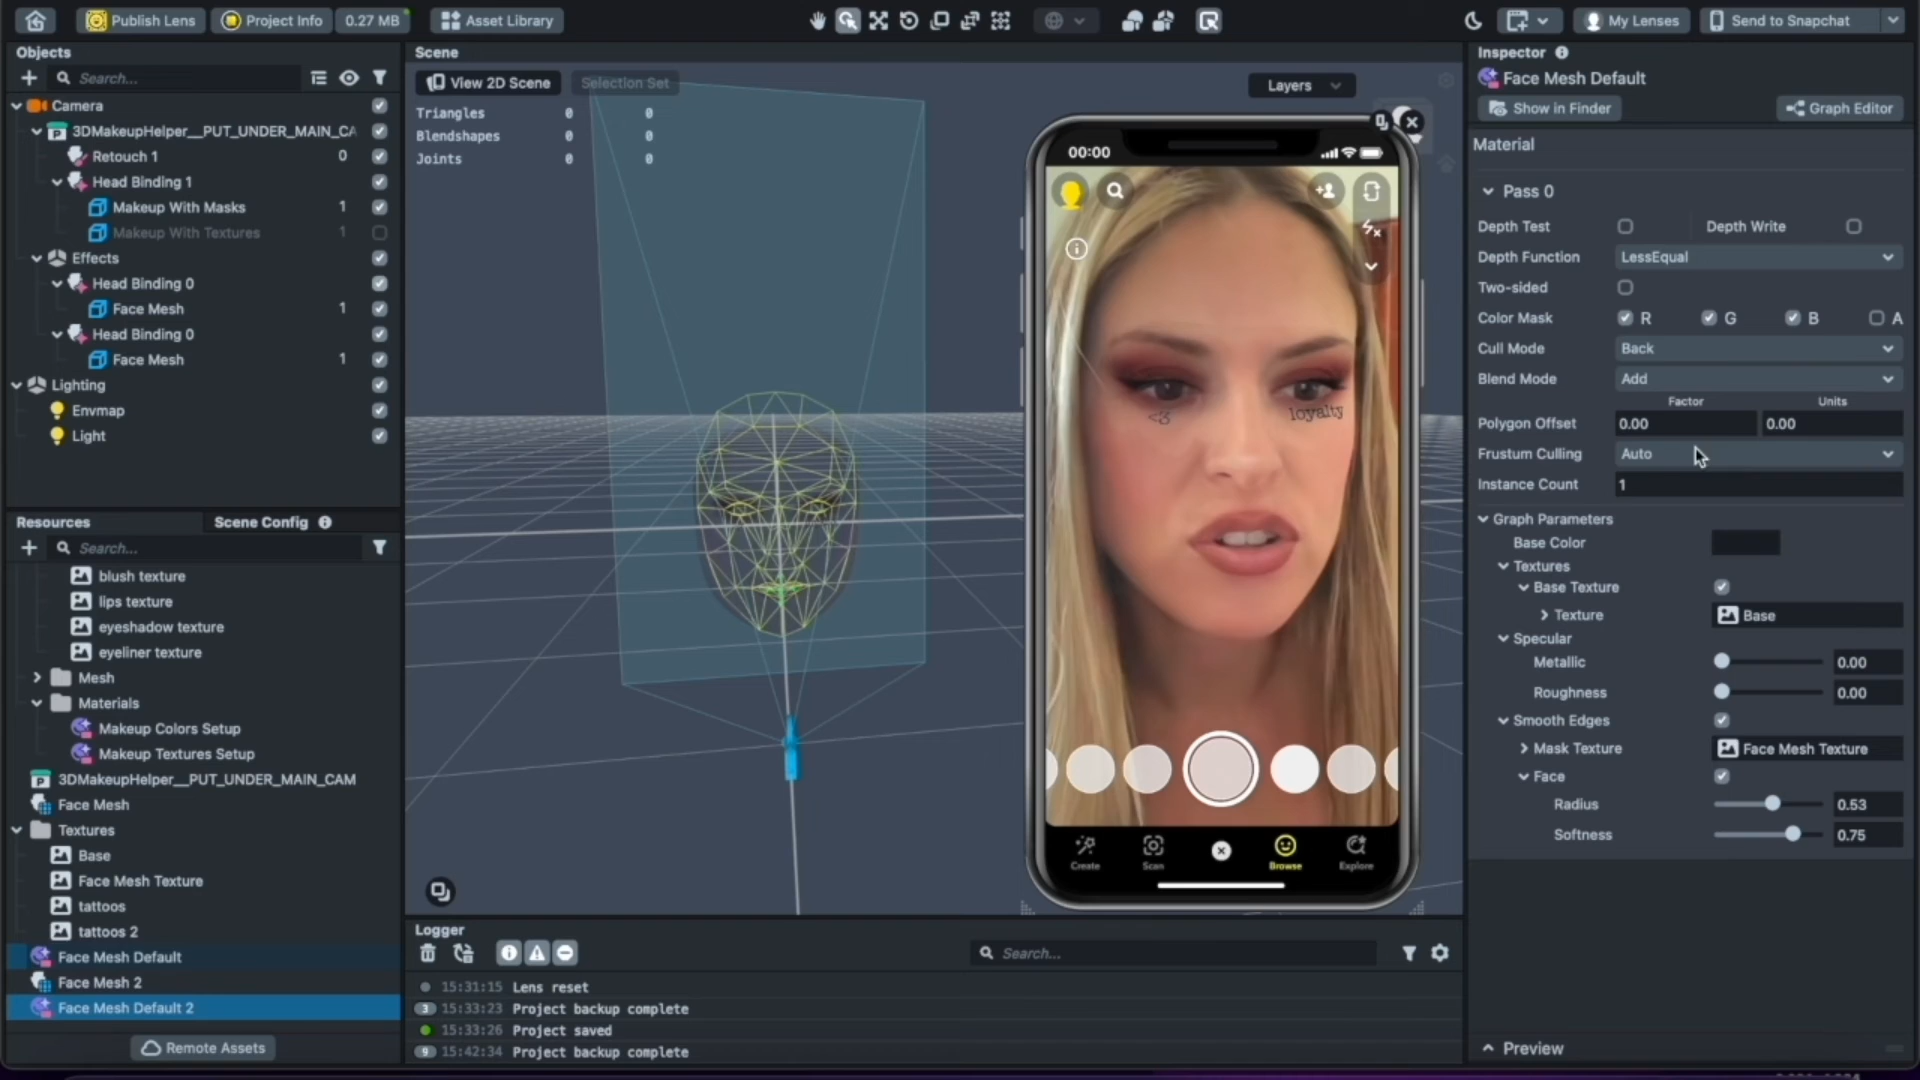 Publish Lens
Project Info
0.27 MB
Asset Library
My Lenses
Send to Snapchat
Objects
Search...
Camera
3DMakeupHelper__PUT_UNDER_MAIN_CA
Retouch 1 0
Head Binding 1
Makeup With Masks 1
Makeup With Textures 1
Effects
Head Binding 0
Face Mesh 1
Head Binding 0
Face Mesh 1
Lighting
Envmap
Light
Resources
Scene Config
Search...
blush texture
lips texture
eyeshadow texture
eyeliner texture
Mesh
Materials
Makeup Colors Setup
Makeup Textures Setup
3DMakeupHelper__PUT_UNDER_MAIN_CAM
Face Mesh
Textures
Base
Face Mesh Texture
tattoos
tattoos 2
Face Mesh Default
Face Mesh 2
Face Mesh Default 2
Remote Assets
Scene
View 2D Scene
Selection Set
Layers
Triangles 0 0
Blendshapes 0 0
Joints 0 0
00:00
<3
loyalty
Create
Scan
Browse
Explore
Logger
Search...
15:31:15 Lens reset
3 15:33:23 Project backup complete
15:33:26 Project saved
9 15:42:34 Project backup complete
Inspector
Face Mesh Default
Show in Finder
Graph Editor
Material
Pass 0
Depth Test
Depth Write
Depth Function LessEqual
Two-sided
Color Mask R G B A
Cull Mode Back
Blend Mode Add
Factor Units
Polygon Offset 0.00 0.00
Frustum Culling Auto
Instance Count 1
Graph Parameters
Base Color
Textures
Base Texture
Texture Base
Specular
Metallic 0.00
Roughness 0.00
Smooth Edges
Mask Texture Face Mesh Texture
Face
Radius 0.53
Softness 0.75
Preview